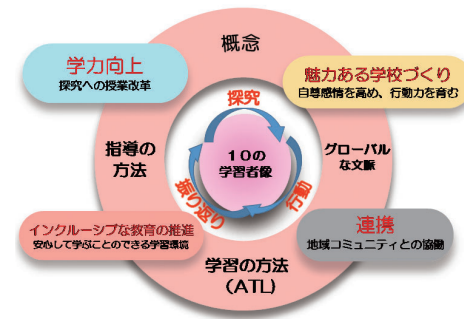 概念
学力向上
探究への授業改革
魅力ある学校づくり
自尊感情を高め、行動力を育む
探究
指導の
方法
10の
学習者像
グローバル
な文脈
振り返り
行動
インクルーシブな教育の推進
安心して学ぶことのできる学習環境
連携
地域コミュニティとの協働
学習の方法
(ATL)